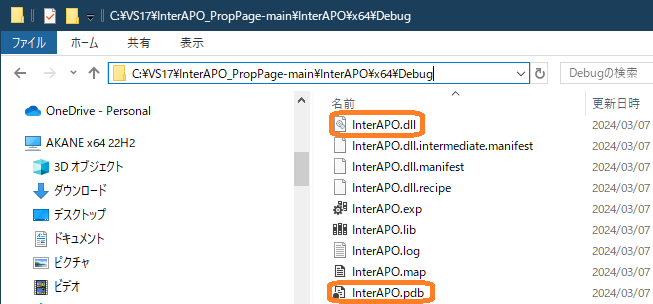 C:¥VS17¥InterAPO_PropPage-main¥InterAPO¥x64¥Debug
ファイル ホーム 共有 表示
C:¥VS17¥InterAPO_PropPage-main¥InterAPO¥x64¥Debug Debugの検索
名前 更新日時
OneDrive - Personal
AKANE x64 22H2
3D オブジェクト
ダウンロード
デスクトップ
ドキュメント
ピクチャ
ビデオ
InterAPO.dll 2024/03/07
InterAPO.dll.intermediate.manifest 2024/03/07
InterAPO.dll.manifest 2024/03/07
InterAPO.dll.recipe 2024/03/07
InterAPO.exp 2024/03/07
InterAPO.lib 2024/03/07
InterAPO.log 2024/03/07
InterAPO.map 2024/03/07
InterAPO.pdb 2024/03/07